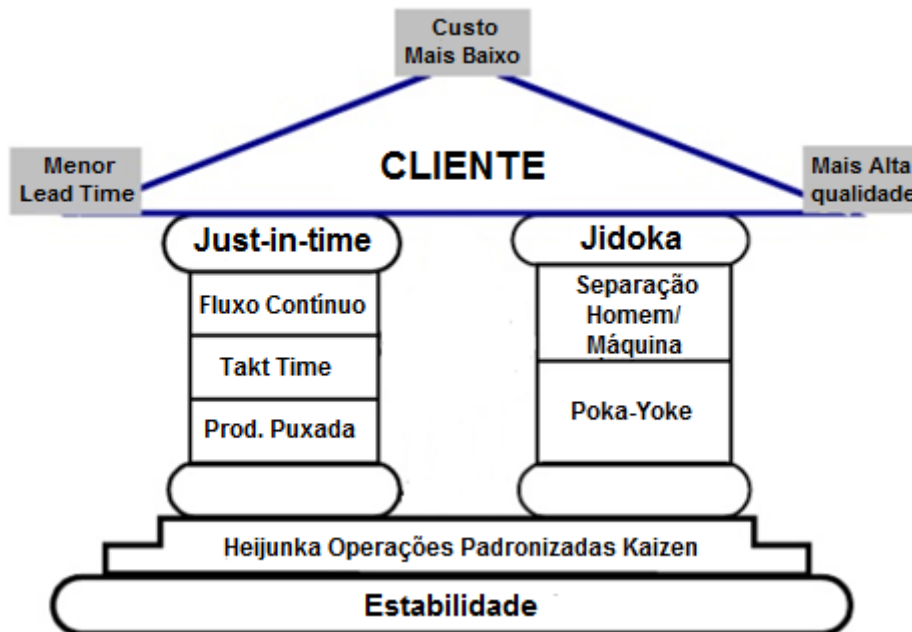 Custo
Mais Baixo
Menor
Lead Time
CLIENTE
Mais Alta
qualidade
Just-in-time
Fluxo Contínuo
Takt Time
Prod. Puxada
Jidoka
Separação
Homem/
Máquina
Poka-Yoke
Heijunka Operações Padronizadas Kaizen
Estabilidade